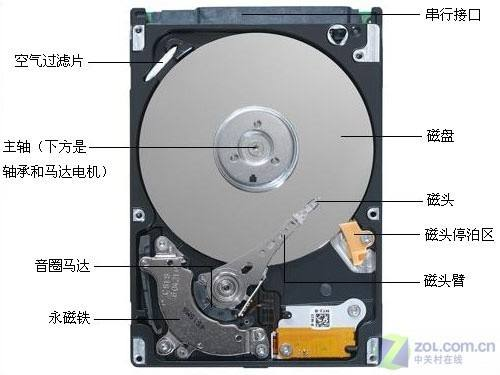 串行接口
空气过滤片
主轴（下方是
轴承和马达电机）
磁盘
磁头
磁头停泊区
音圈马达
磁头臂
永磁铁
ZOL.COM.CN
中关村在线